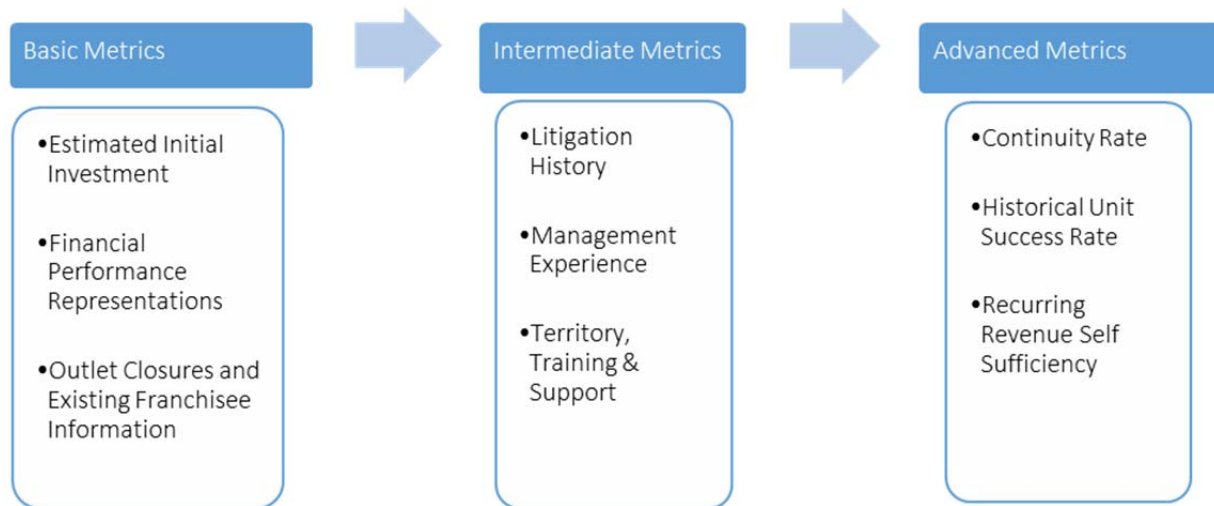 Basic Metrics
•Estimated Initial
Investment
•Financial
Performance
Representations
•Outlet Closures and
Existing Franchisee
Information
Intermediate Metrics
•Litigation
History
•Management
Experience
•Territory,
Training &
Support
Advanced Metrics
•Continuity Rate
•Historical Unit
Success Rate
•Recurring
Revenue Self
Sufficiency